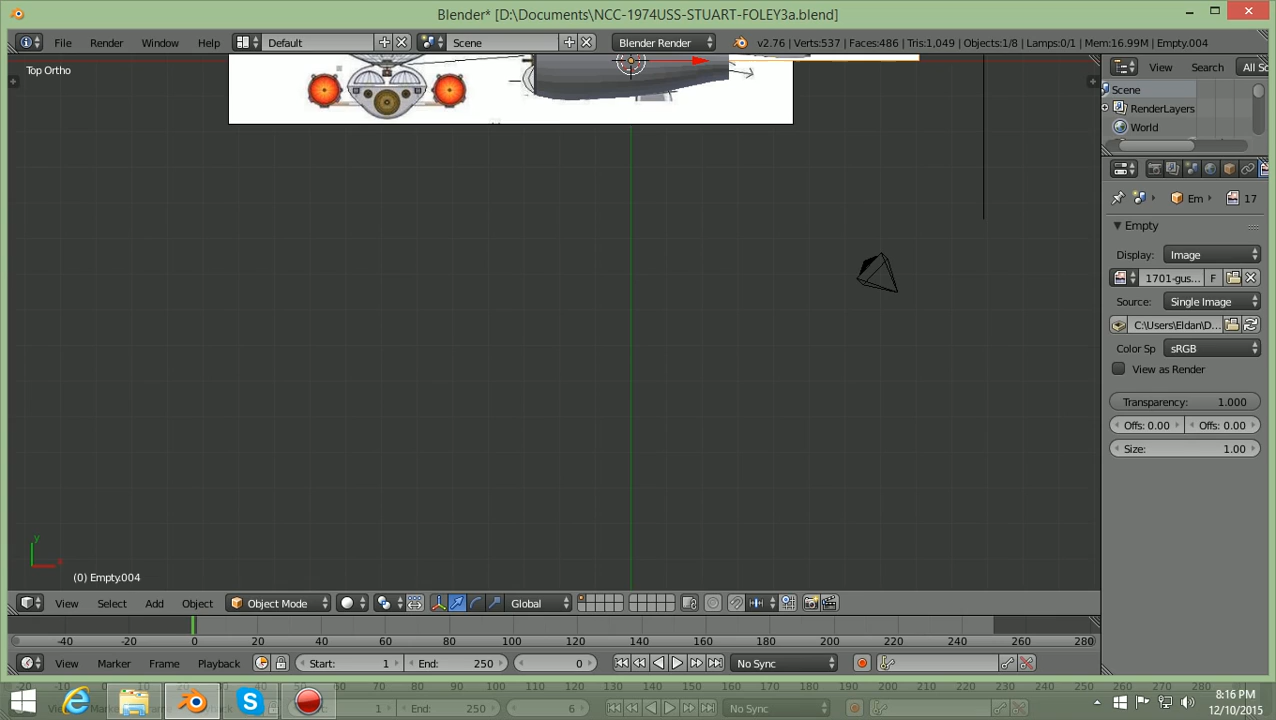 Blender* [D:\Documents\NCC-1974USS-STUART-FOLEY3a.blend]
File Render Window Help Default Scene Blender Render v2.76 | Verts:537 | Faces:486 | Tris:1,049 | Objects:1/8 | Lamps:0/1 | Mem:16.99M | Empty.004
View Search All Sc
Ortho
Scene
RenderLayers
World
Em 17
Empty
Display: Image
1701-gus... F
Source: Single Image
C:\Users\Eldan\D...
Color Sp sRGB
View as Render
Transparency: 1.000
Offs: 0.00 Offs: 0.00
Size: 1.00
y
x
(0) Empty.004
View Select Add Object Object Mode Global
-40 -20 0 20 40 60 80 100 120 140 160 180 200 220 240 260 280
View Marker Frame Playback Start: 1 End: 250 0 No Sync
8:16 PM
12/10/2015
End: 250 6 No Sync